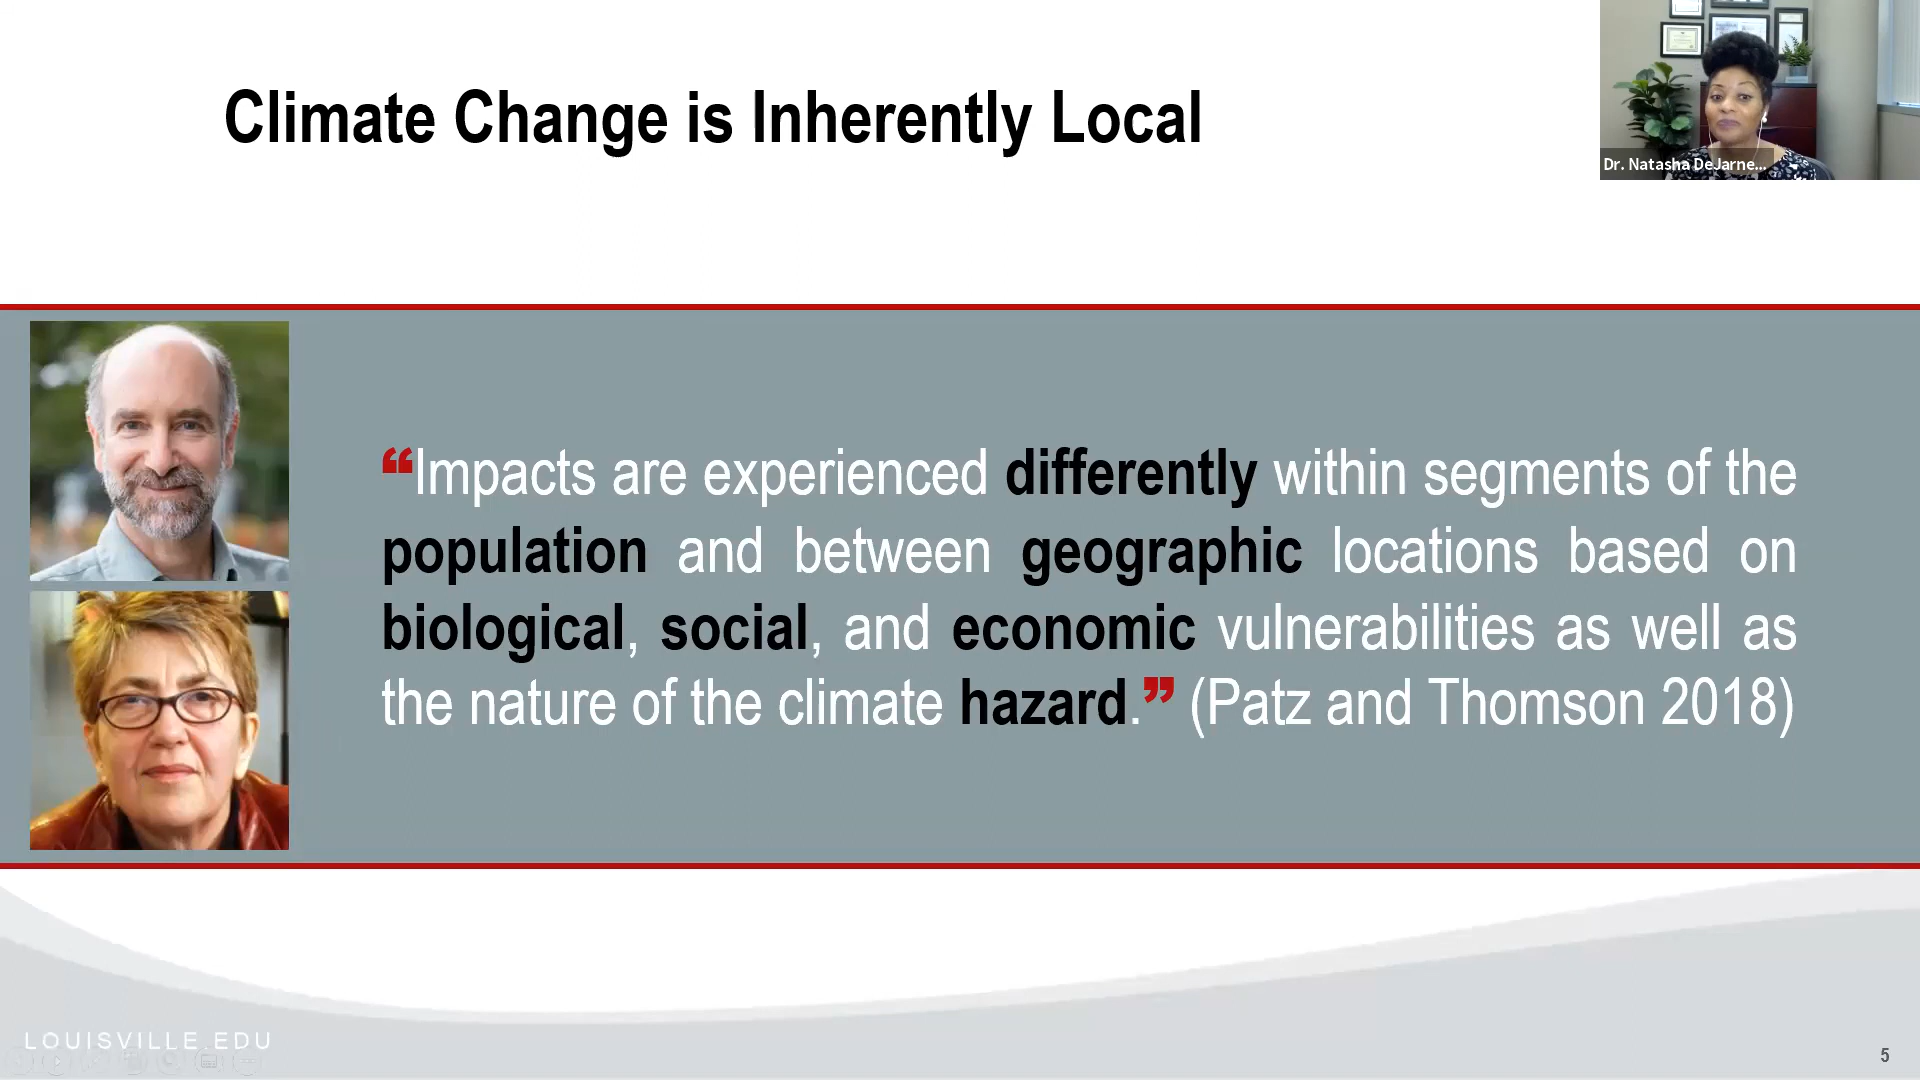 Climate Change is Inherently Local
Dr. Natasha DeJarne...
“Impacts are experienced differently within segments of the
population and between geographic locations based on
biological, social, and economic vulnerabilities as well as
the nature of the climate hazard.” (Patz and Thomson 2018)
LOUISVILLE.EDU
5